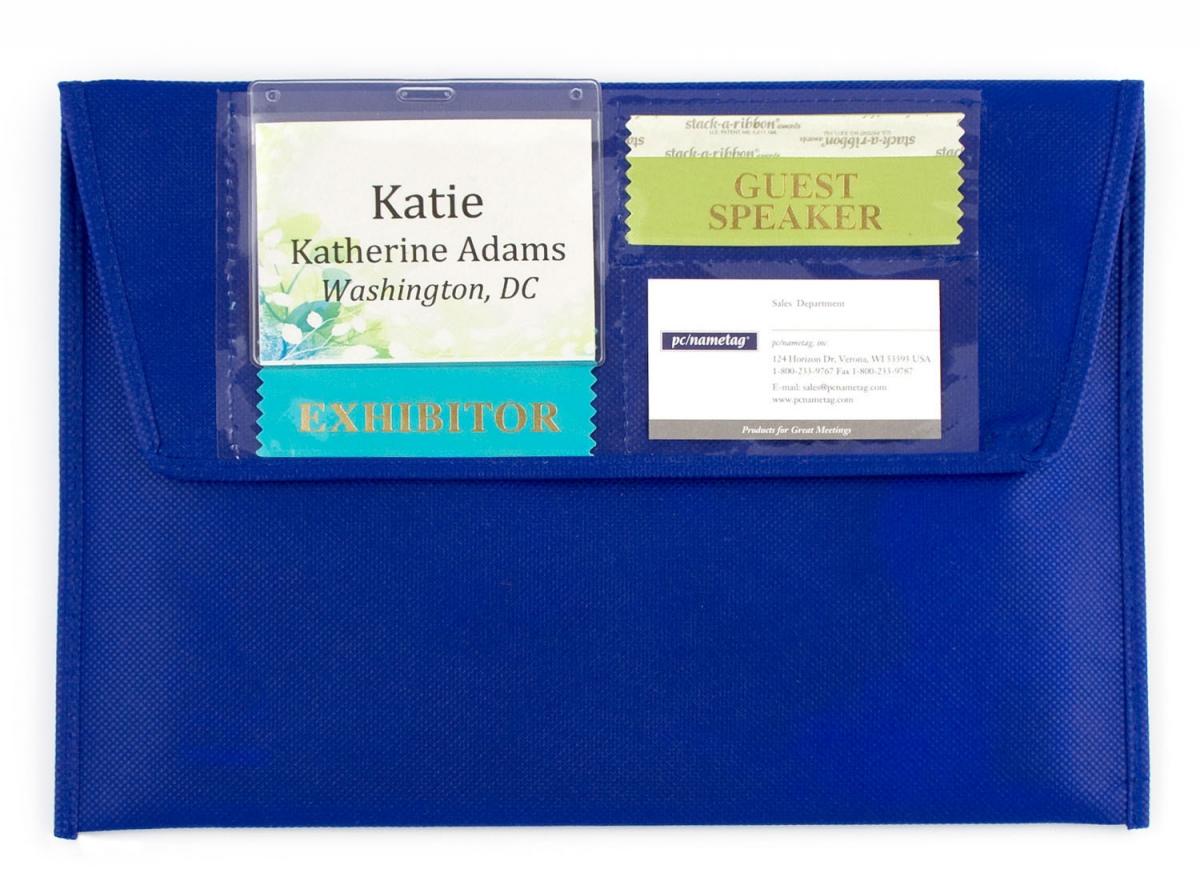 Katie
Katherine Adams
Washington, DC
EXHIBITOR
stack-a-ribbon
stack-a-ribbon
stack-a-ribbon
GUEST
SPEAKER
Sales Department
pc/nametag®
pc/nametag, inc.
124 Horizon Dr, Verona, WI 53593 USA
1-800-233-9767 Fax 1-800-233-9787
E-mail: sales@pcnametag.com
www.pcnametag.com
Products for Great Meetings